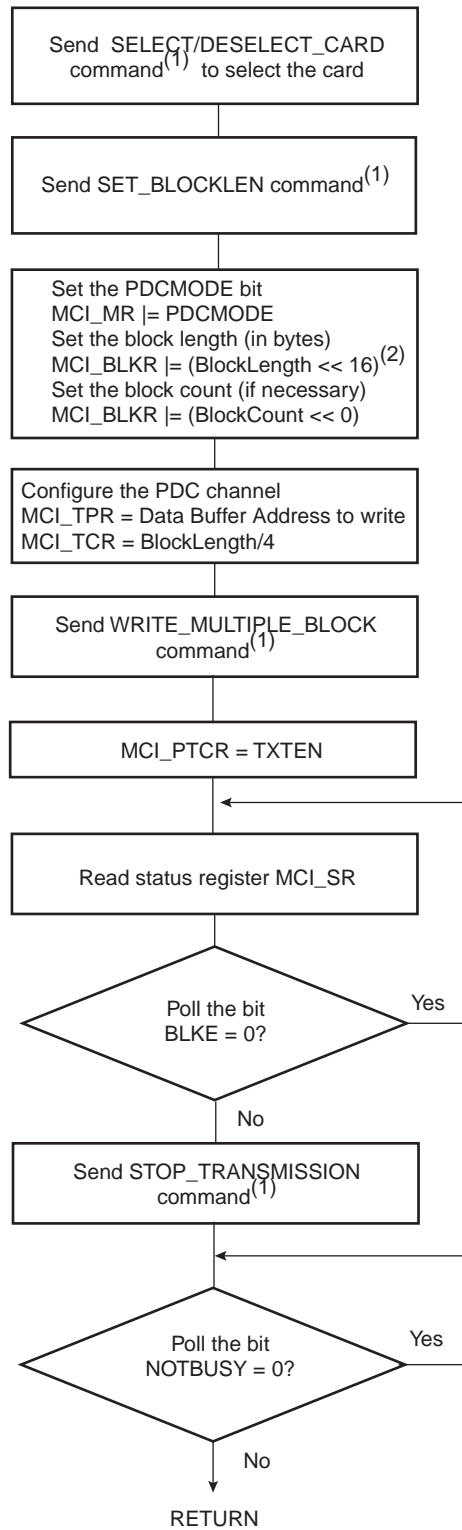 Send SELECT/DESELECT_CARD
command(1) to select the card
Send SET_BLOCKLEN command(1)
Set the PDCMODE bit
MCI_MR |= PDCMODE
Set the block length (in bytes)
MCI_BLKR |= (BlockLength << 16)(2)
Set the block count (if necessary)
MCI_BLKR |= (BlockCount << 0)
Configure the PDC channel
MCI_TPR = Data Buffer Address to write
MCI_TCR = BlockLength/4
Send WRITE_MULTIPLE_BLOCK
command(1)
MCI_PTCR = TXTEN
Read status register MCI_SR
Poll the bit
BLKE = 0?
Yes
No
Send STOP_TRANSMISSION
command(1)
Poll the bit
NOTBUSY = 0?
Yes
No
RETURN